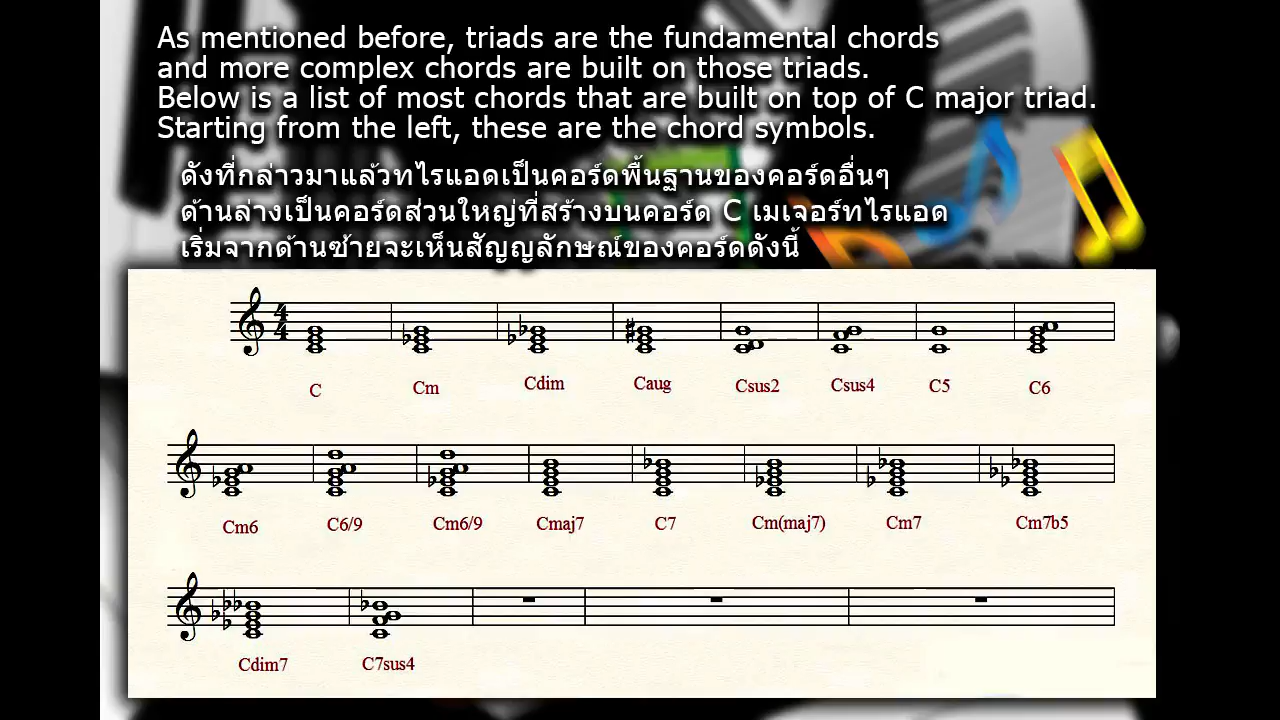 As mentioned before, triads are the fundamental chords
and more complex chords are built on those triads.
Below is a list of most chords that are built on top of C major triad.
Starting from the left, these are the chord symbols.
ดังที่กล่าวมาแล้วทไรแอดเป็นคอร์ดพื้นฐานของคอร์ดอื่นๆ
ด้านล่างเป็นคอร์ดส่วนใหญ่ที่สร้างบนคอร์ด C เมเจอร์ทไรแอด
เริ่มจากด้านซ้ายจะเห็นสัญญลักษณ์ของคอร์ดดังนี้
4
4
C Cm Cdim Caug Csus2 Csus4 C5 C6
Cm6 C6/9 Cm6/9 Cmaj7 C7 Cm(maj7) Cm7 Cm7b5
Cdim7 C7sus4